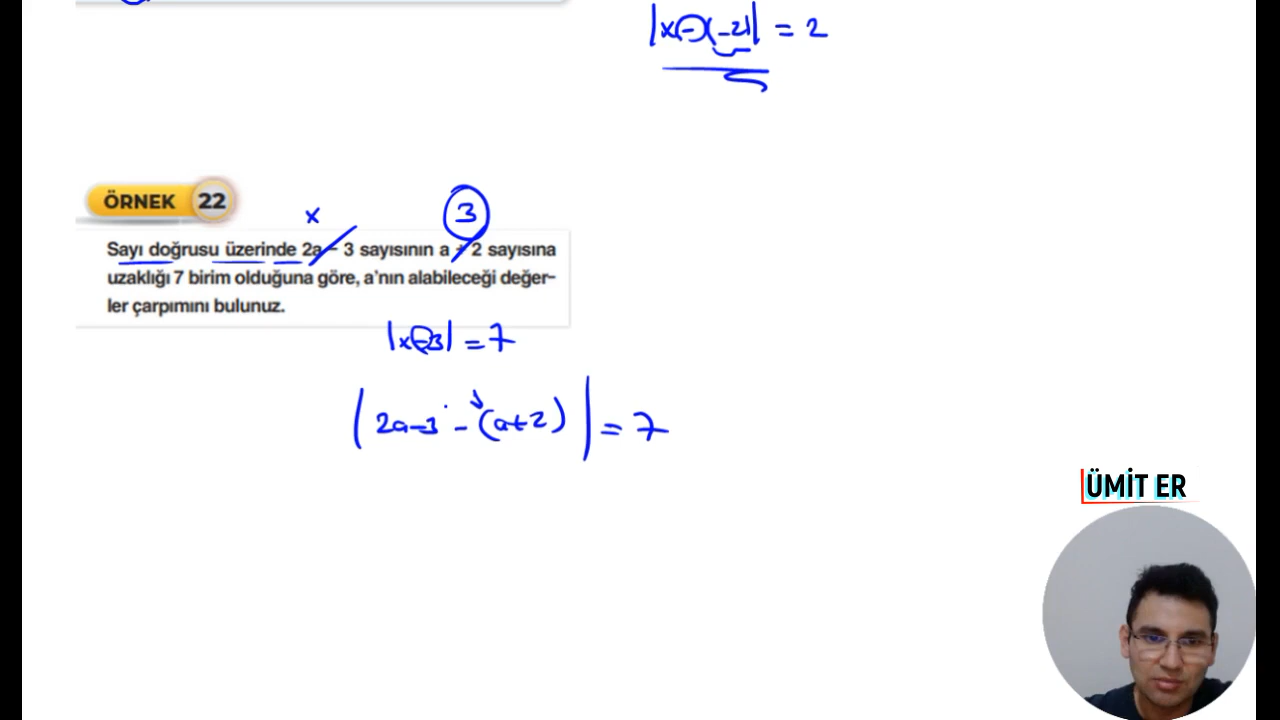 |x-(-2)| = 2
ÖRNEK 22
x
3
Sayı doğrusu üzerinde 2a - 3 sayısının a + 2 sayısına
uzaklığı 7 birim olduğuna göre, a'nın alabileceği değer-
ler çarpımını bulunuz.
|x-3| = 7
|2a-3 - (a+2)| = 7
ÜMİT ER